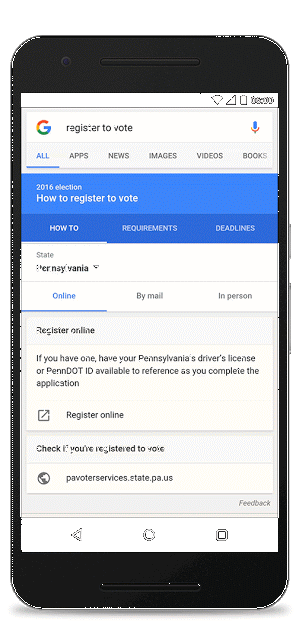 register to vote
ALL APPS NEWS IMAGES VIDEOS BOOKS
2016 election
How to register to vote
HOW TO REQUIREMENTS DEADLINES
State
Pennsylvania
Online By mail In person
Register online
If you have one, have your Pennsylvania's driver's license
or PennDOT ID available to reference as you complete
the application
Register online
Check if you're registered to vote
pavoterservices.state.pa.us
Feedback